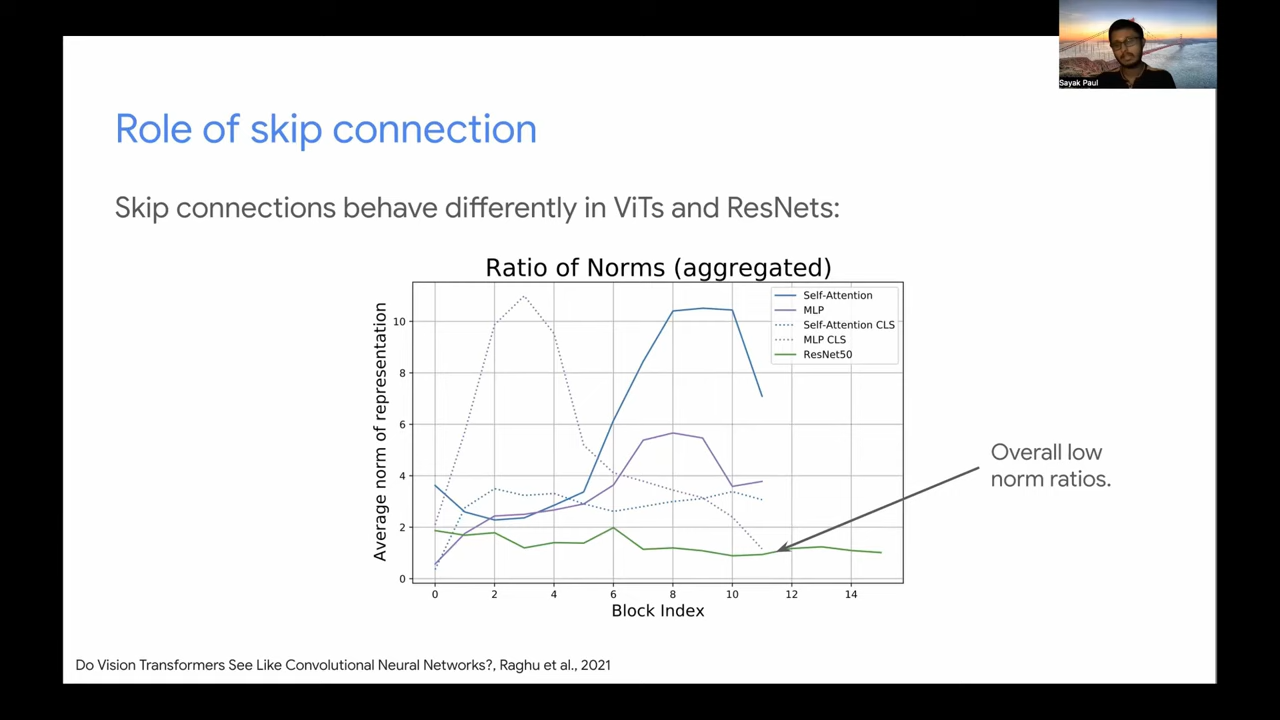 Sayak Paul
Role of skip connection
Skip connections behave differently in ViTs and ResNets:
Ratio of Norms (aggregated)
Average norm of representation
10
8
6
4
2
0
Self-Attention
MLP
Self-Attention CLS
MLP CLS
ResNet50
0 2 4 6 8 10 12 14
Block Index
Overall low
norm ratios.
Do Vision Transformers See Like Convolutional Neural Networks?, Raghu et al., 2021